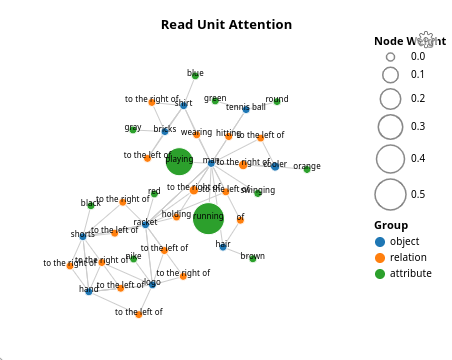 Read Unit Attention
Node Weight
0.0
0.1
0.2
0.3
0.4
0.5
Group
object
relation
attribute
blue
to the right of
shirt
green
tennis ball
round
gray
bricks
wearing
hitting
to the left of
to the left of
playing
man
to the right of
cooler
orange
red
to the right of
to the left of
swinging
black
to the right of
holding
running
of
racket
shorts
to the left of
hair
brown
to the left of
nike
to the right of
to the right of
to the right of
logo
hand
to the left of
to the left of